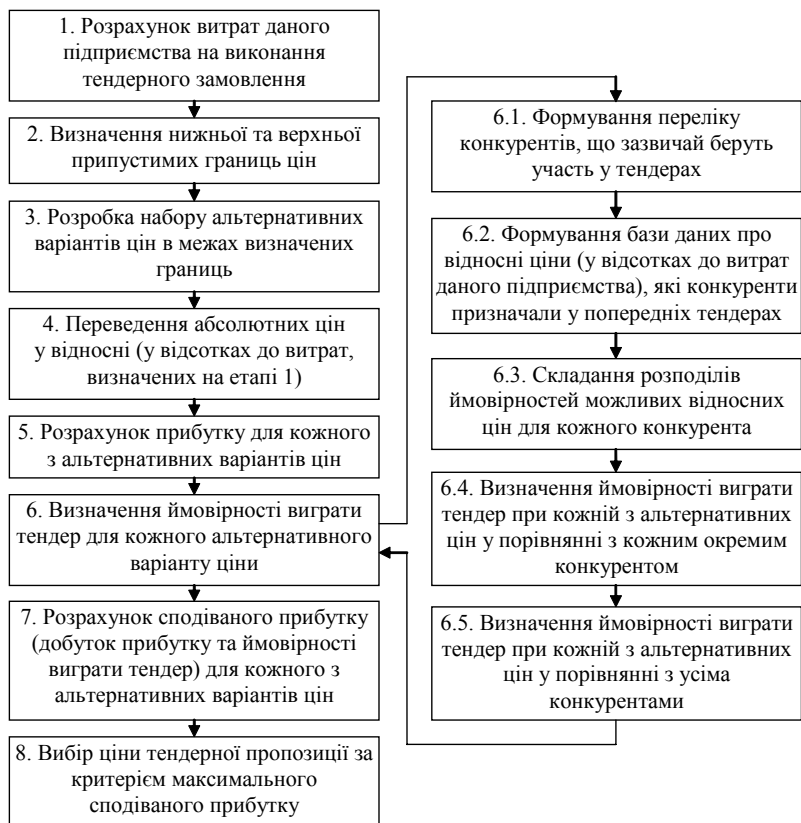 1. Розрахунок витрат даного
підприємства на виконання
тендерного замовлення
2. Визначення нижньої та верхньої
припустимих границь цін
3. Розробка набору альтернативних
варіантів цін в межах визначених
границь
4. Переведення абсолютних цін
у відносні (у відсотках до витрат,
визначених на етапі 1)
5. Розрахунок прибутку для кожного
з альтернативних варіантів цін
6. Визначення ймовірності виграти
тендер для кожного альтернативного
варіанту ціни
7. Розрахунок сподіваного прибутку
(добуток прибутку та ймовірності
виграти тендер) для кожного з
альтернативних варіантів цін
8. Вибір ціни тендерної пропозиції за
критерієм максимального
сподіваного прибутку
6.1. Формування переліку
конкурентів, що зазвичай беруть
участь у тендерах
6.2. Формування бази даних про
відносні ціни (у відсотках до витрат
даного підприємства), які конкуренти
призначали у попередніх тендерах
6.3. Складання розподілів
ймовірностей можливих відносних
цін для кожного конкурента
6.4. Визначення ймовірності виграти
тендер при кожній з альтернативних
цін у порівнянні з кожним окремим
конкурентом
6.5. Визначення ймовірності виграти
тендер при кожній з альтернативних
цін у порівнянні з усіма
конкурентами